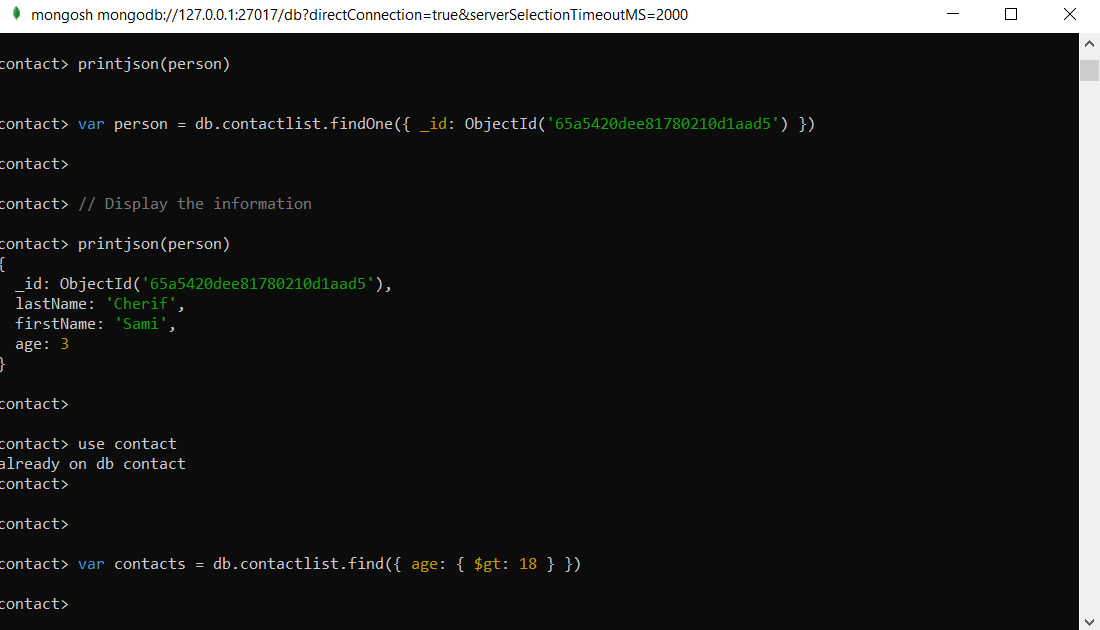 mongosh mongodb://127.0.0.1:27017/db?directConnection=true&serverSelectionTimeoutMS=2000
contact> printjson(person)
contact> var person = db.contactlist.findOne({ _id: ObjectId('65a5420dee81780210d1aad5') })
contact>
contact> // Display the information
contact> printjson(person)
{
  _id: ObjectId('65a5420dee81780210d1aad5'),
  lastName: 'Cherif',
  firstName: 'Sami',
  age: 3
}
contact>
contact> use contact
already on db contact
contact>
contact>
contact> var contacts = db.contactlist.find({ age: { $gt: 18 } })
contact>